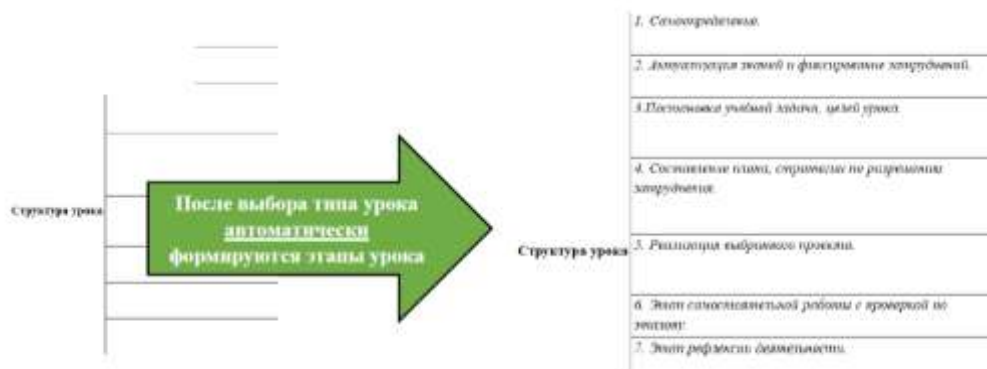 Структура урока
После выбора типа урока
автоматически
формируются этапы урока
Структура урока
1. Самоопределение.
2. Актуализация знаний и фиксирование затруднений.
3.Постановка учебной задачи, целей урока.
4. Составление плана, стратегии по разрешению
затруднения.
5. Реализация выбранного проекта.
6. Этап самостоятельной работы с проверкой по
эталону.
7. Этап рефлексии деятельности.